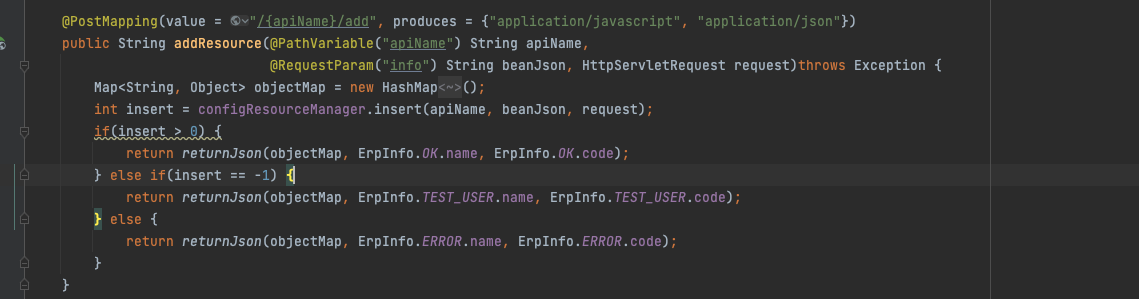 @PostMapping(value = "/{apiName}/add", produces = {"application/javascript", "application/json"})
public String addResource(@PathVariable("apiName") String apiName,
@RequestParam("info") String beanJson, HttpServletRequest request)throws Exception {
Map<String, Object> objectMap = new HashMap<~>();
int insert = configResourceManager.insert(apiName, beanJson, request);
if(insert > 0) {
return returnJson(objectMap, ErpInfo.OK.name, ErpInfo.OK.code);
} else if(insert == -1) {
return returnJson(objectMap, ErpInfo.TEST_USER.name, ErpInfo.TEST_USER.code);
} else {
return returnJson(objectMap, ErpInfo.ERROR.name, ErpInfo.ERROR.code);
}
}